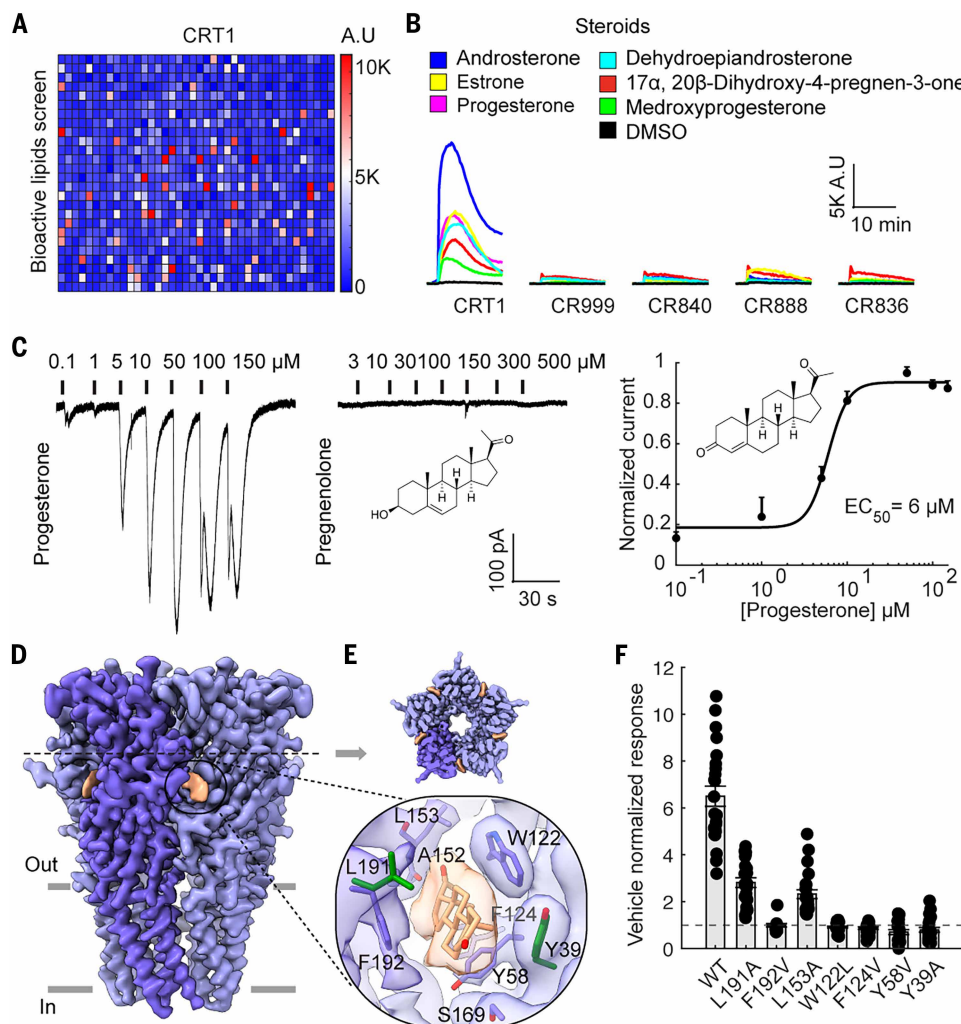 A
CRT1
A.U
10K
5K
0
Bioactive lipids screen
B
Steroids
Androsterone
Estrone
Progesterone
Dehydroepiandrosterone
17α, 20β-Dihydroxy-4-pregnen-3-one
Medroxyprogesterone
DMSO
5K A.U
10 min
CRT1 CR999 CR840 CR888 CR836
C
0.1 1 5 10 50 100 150 µM
Progesterone
3 10 30 100 150 300 500 µM
Pregnenolone
O
H
H
H
HO
100 pA
30 s
Normalized current
1
0.8
0.6
0.4
0.2
0
O
H
H
H
O
EC50= 6 µM
10-1 100 101 102
[Progesterone] µM
D
Out
In
E
L153
W122
L191
A152
F124
Y39
F192
Y58
S169
F
Vehicle normalized response
12
10
8
6
4
2
0
WT
L191A
F192V
L153A
W122L
F124V
Y58V
Y39A